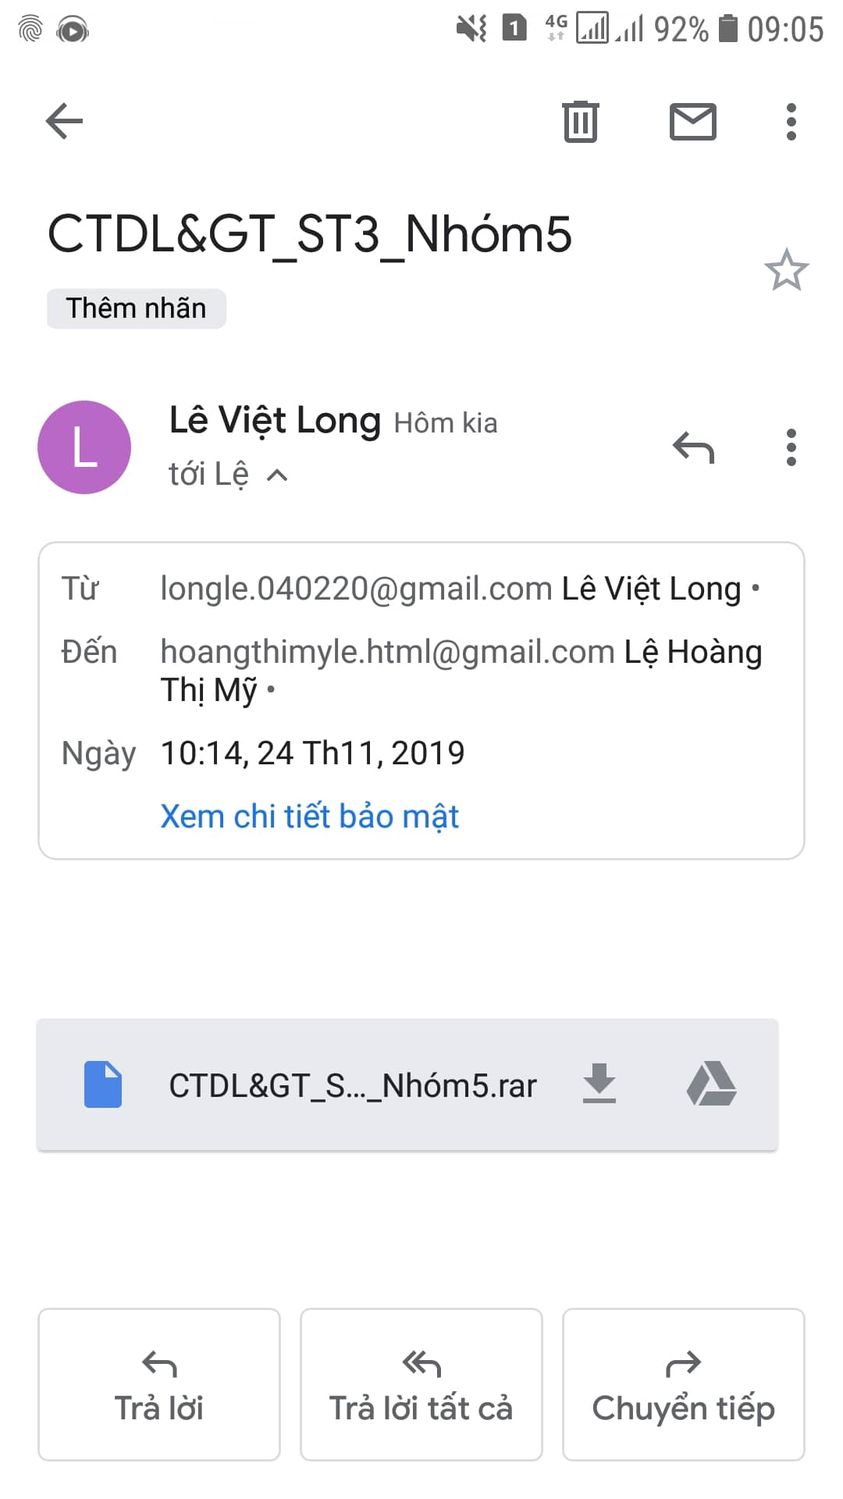 1 4G 92% 09:05
CTDL&GT_ST3_Nhóm5
Thêm nhãn
L
Lê Việt Long Hôm kia
tới Lệ
Từ longle.040220@gmail.com Lê Việt Long •
Đến hoangthimyle.html@gmail.com Lệ Hoàng
Thị Mỹ •
Ngày 10:14, 24 Th11, 2019
Xem chi tiết bảo mật
CTDL&GT_S..._Nhóm5.rar
Trả lời Trả lời tất cả Chuyển tiếp